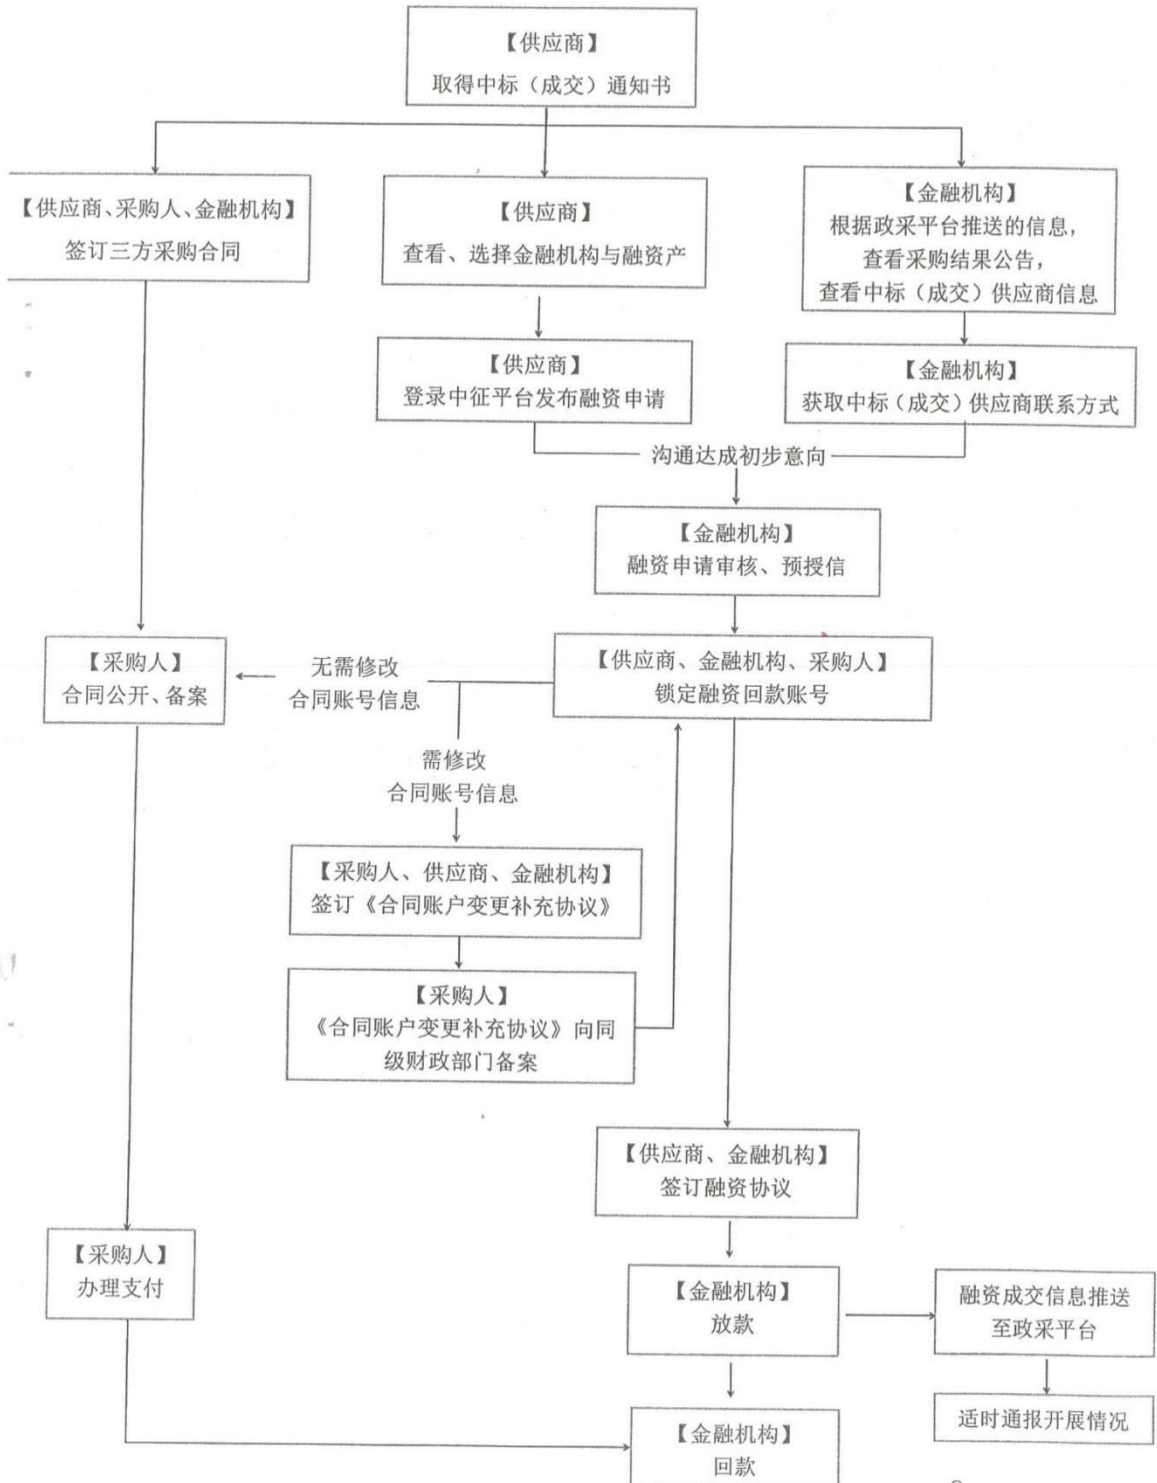 【供应商】
取得中标（成交）通知书
【供应商、采购人、金融机构】
签订三方采购合同
【供应商】
查看、选择金融机构与融资产
【金融机构】
根据政采平台推送的信息，
查看采购结果公告，
查看中标（成交）供应商信息
【供应商】
登录中征平台发布融资申请
【金融机构】
获取中标（成交）供应商联系方式
沟通达成初步意向
【金融机构】
融资申请审核、预授信
【采购人】
合同公开、备案
无需修改
合同账号信息
【供应商、金融机构、采购人】
锁定融资回款账号
需修改
合同账号信息
【采购人、供应商、金融机构】
签订《合同账户变更补充协议》
【采购人】
《合同账户变更补充协议》向同
级财政部门备案
【供应商、金融机构】
签订融资协议
【采购人】
办理支付
【金融机构】
放款
融资成交信息推送
至政采平台
适时通报开展情况
【金融机构】
回款